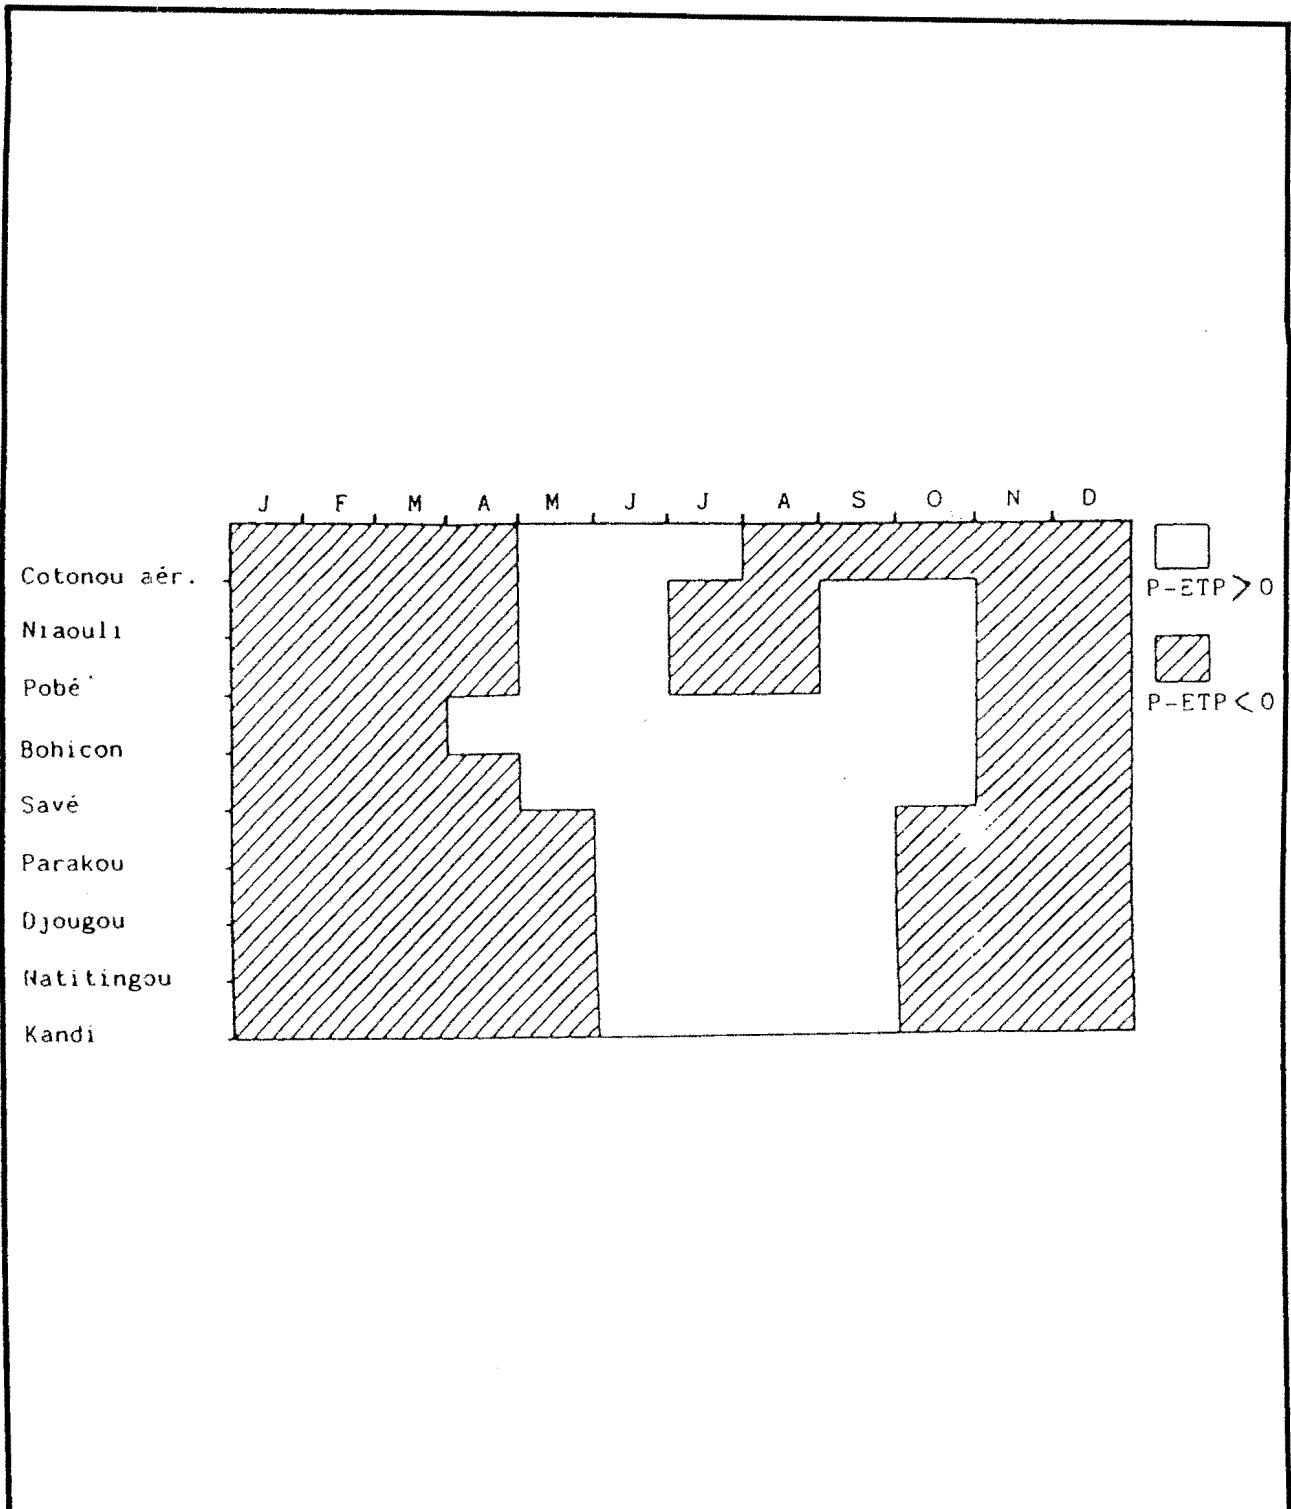 J F M A M J J A S O N D
Cotonou aér.
Niaouli
Pobé
Bohicon
Savé
Parakou
Djougou
Natitingou
Kandi
P-ETP > 0
P-ETP < 0